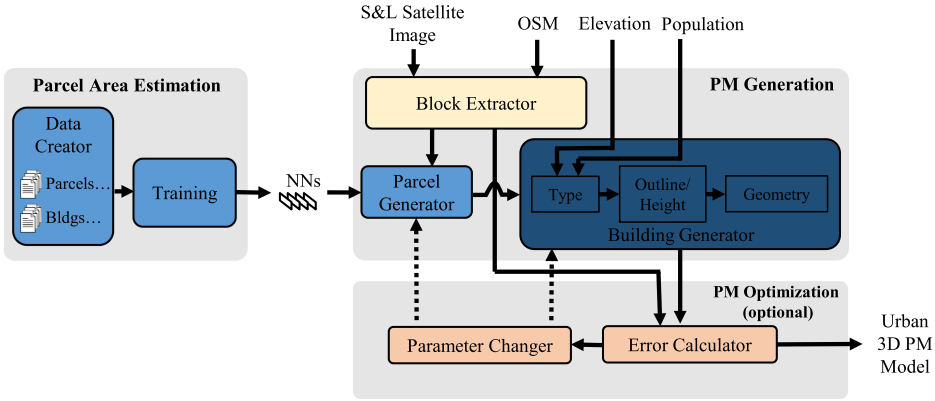 S&L Satellite
Image
OSM
Elevation
Population
Parcel Area Estimation
Data
Creator
Parcels…
Bldgs…
Training
NNs
PM Generation
Block Extractor
Parcel
Generator
Type
Outline/
Height
Geometry
Building Generator
PM Optimization
(optional)
Parameter Changer
Error Calculator
Urban
3D PM
Model